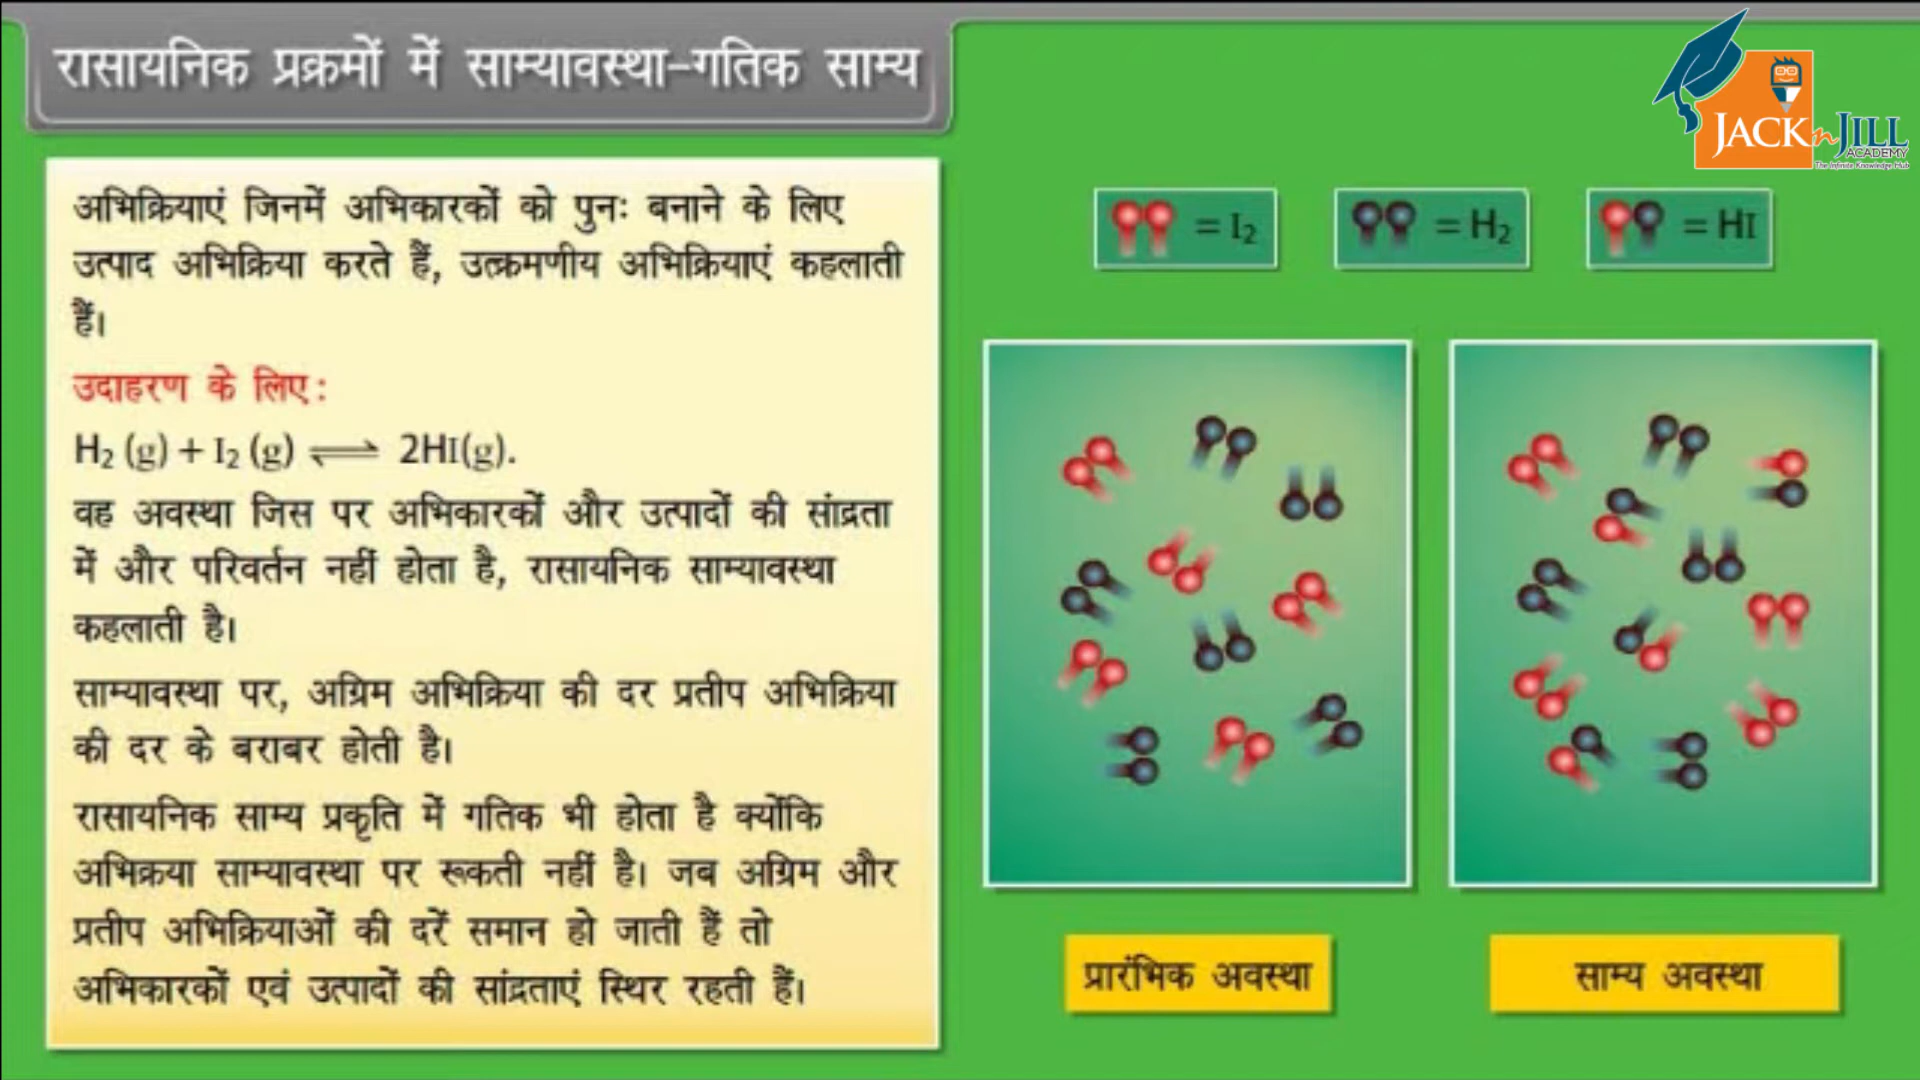 रासायनिक प्रक्रमों में साम्यावस्था-गतिक साम्य
JACK n JILL
ACADEMY
The Infinite Knowledge Hub
अभिक्रियाएं जिनमें अभिकारकों को पुनः बनाने के लिए
उत्पाद अभिक्रिया करते हैं, उत्क्रमणीय अभिक्रियाएं कहलाती
हैं।
उदाहरण के लिए:
H₂ (g) + I₂ (g) ⇌ 2HI(g).
वह अवस्था जिस पर अभिकारकों और उत्पादों की सांद्रता
में और परिवर्तन नहीं होता है, रासायनिक साम्यावस्था
कहलाती है।
साम्यावस्था पर, अग्रिम अभिक्रिया की दर प्रतीप अभिक्रिया
की दर के बराबर होती है।
रासायनिक साम्य प्रकृति में गतिक भी होता है क्योंकि
अभिक्रया साम्यावस्था पर रूकती नहीं है। जब अग्रिम और
प्रतीप अभिक्रियाओं की दरें समान हो जाती हैं तो
अभिकारकों एवं उत्पादों की सांद्रताएं स्थिर रहती हैं।
= I₂
= H₂
= HI
प्रारंभिक अवस्था
साम्य अवस्था